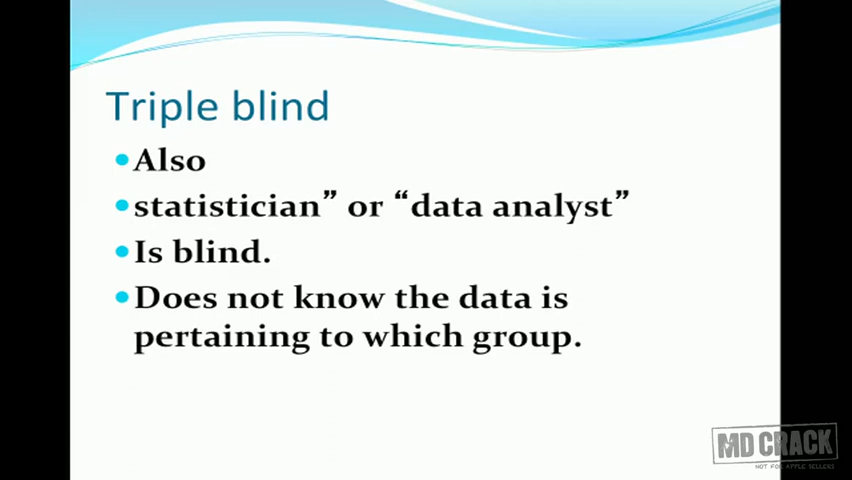 Triple blind
•Also
•statistician” or “data analyst”
•Is blind.
•Does not know the data is
pertaining to which group.
MD CRACK
NOT FOR APPLE SELLERS